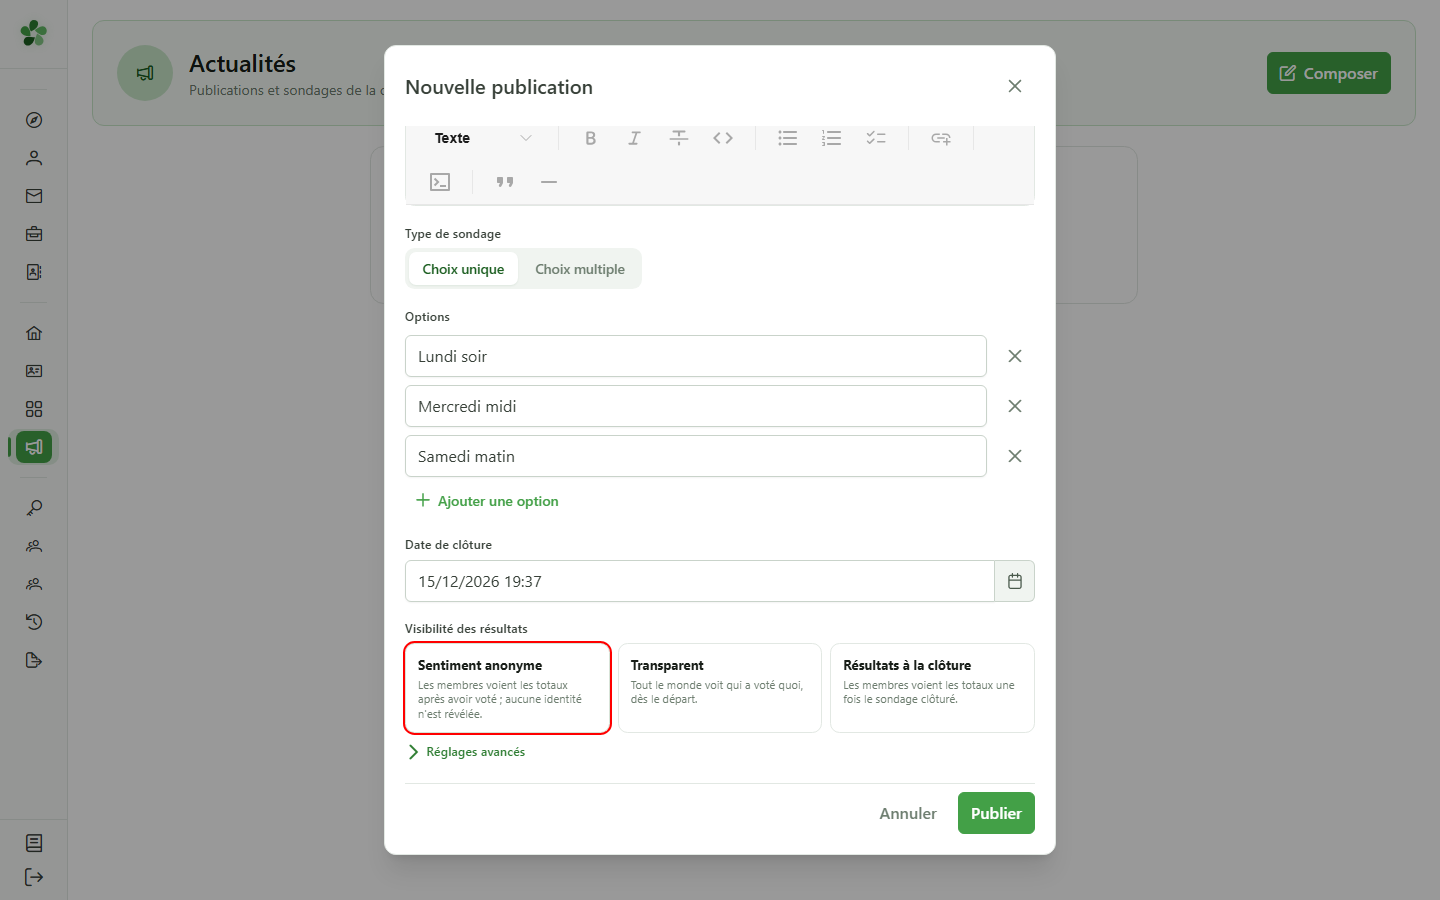 Actualités
Publications et sondages de la
Composer
Nouvelle publication
Texte
Type de sondage
Choix unique
Choix multiple
Options
Lundi soir
Mercredi midi
Samedi matin
Ajouter une option
Date de clôture
15/12/2026 19:37
Visibilité des résultats
Sentiment anonyme
Les membres voient les totaux
après avoir voté ; aucune identité
n'est révélée.
Transparent
Tout le monde voit qui a voté quoi,
dès le départ.
Résultats à la clôture
Les membres voient les totaux une
fois le sondage clôturé.
Réglages avancés
Annuler
Publier